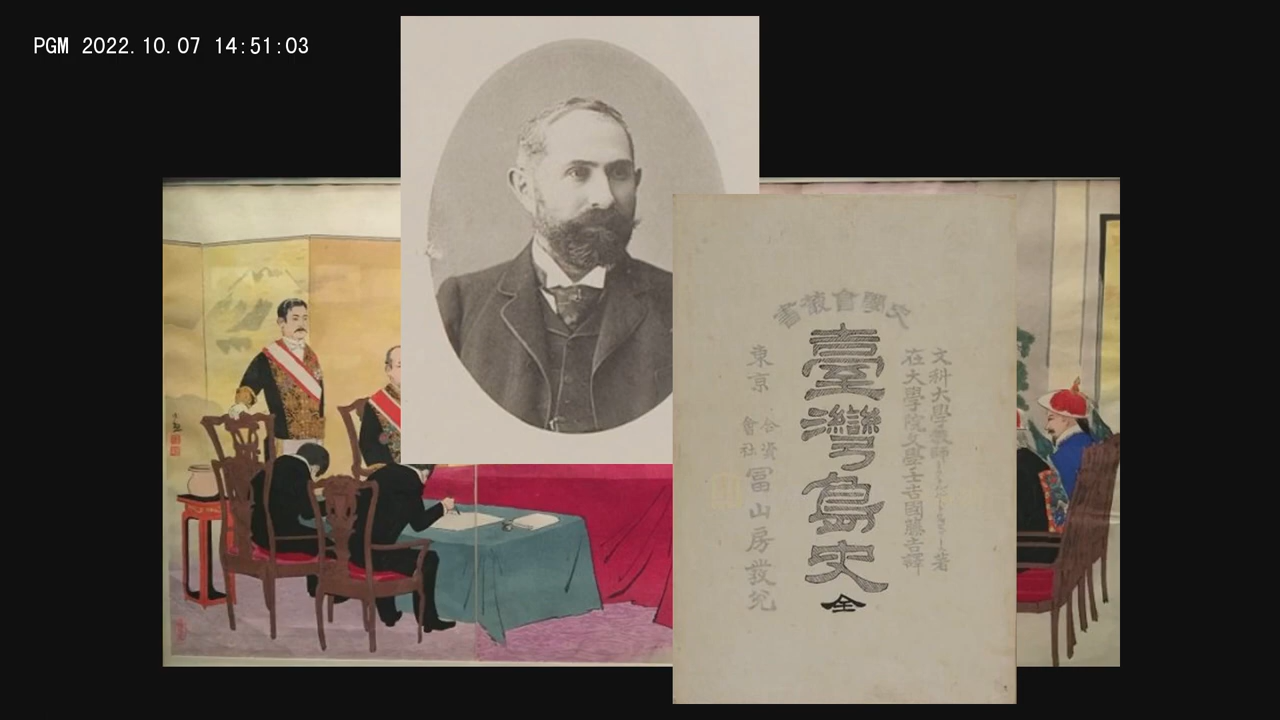 PGM 2022.10.07 14:51:03
史學會叢書
文科大學教師
著
在大學院文學士吉國藤吉譯
臺灣島史 全
東京 合資會社 冨山房發兌